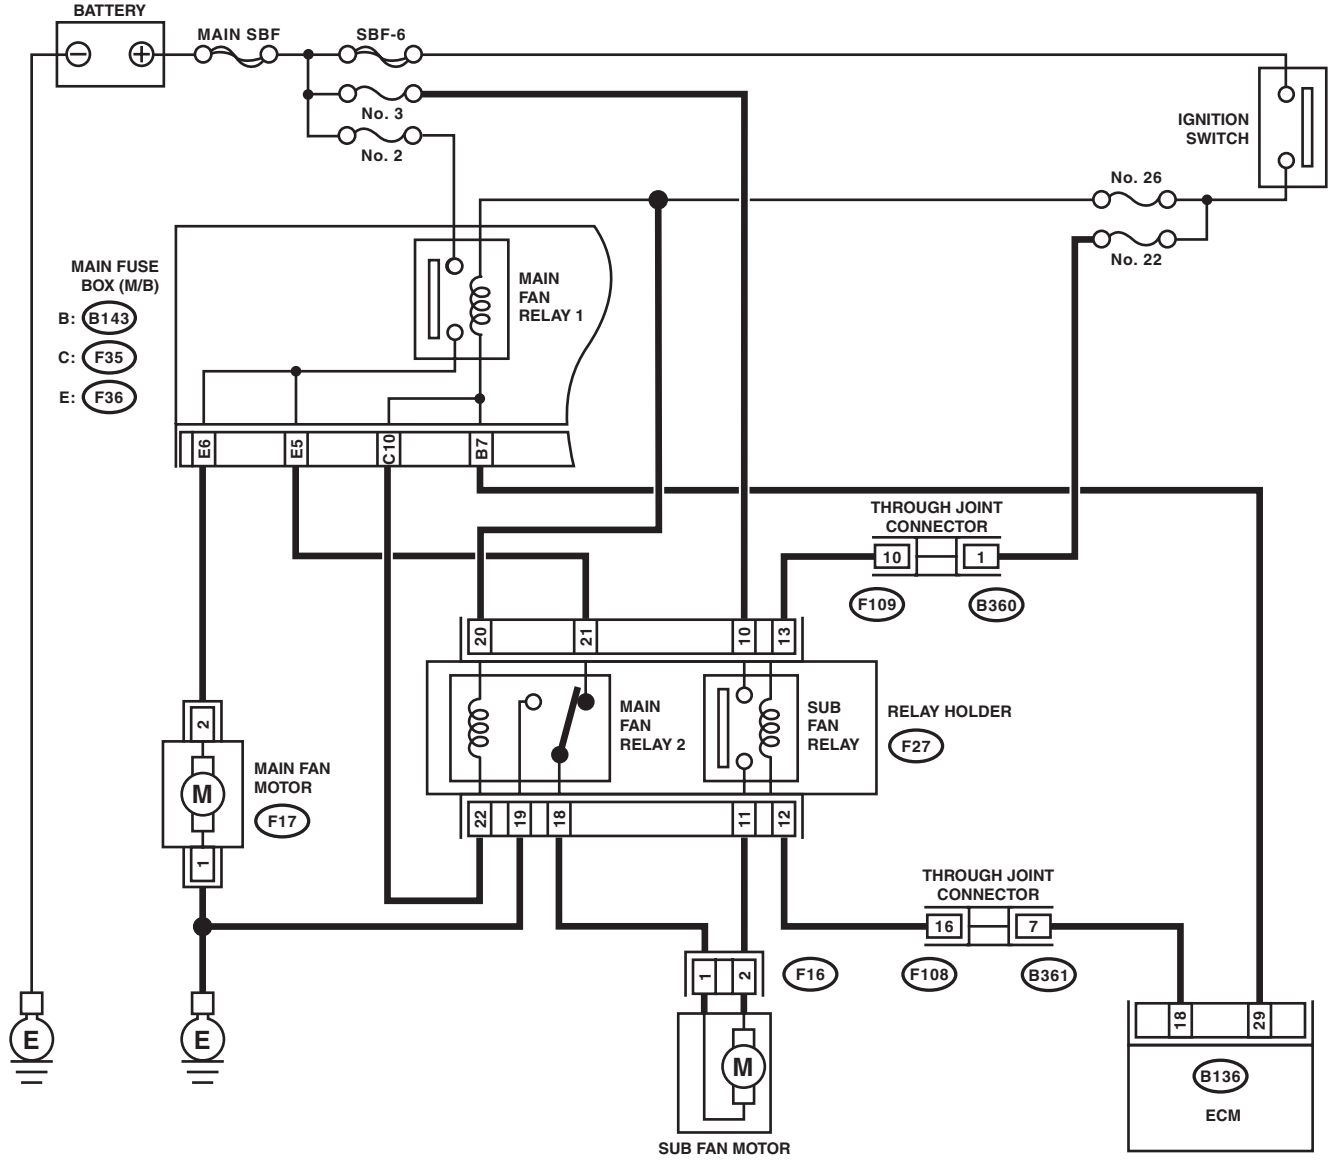 BATTERY
MAIN SBF
SBF-6
No. 3
No. 2
IGNITION
SWITCH
No. 26
No. 22
MAIN FUSE
BOX (M/B)
B: B143
C: F35
E: F36
MAIN
FAN
RELAY 1
E6
E5
C10
B7
THROUGH JOINT
CONNECTOR
10
1
F109
B360
20
21
10
13
MAIN
FAN
RELAY 2
SUB
FAN
RELAY
RELAY HOLDER
F27
2
M
1
MAIN FAN
MOTOR
F17
22
19
18
11
12
THROUGH JOINT
CONNECTOR
16
7
F108
B361
1
2
F16
M
SUB FAN MOTOR
E
E
18
29
B136
ECM